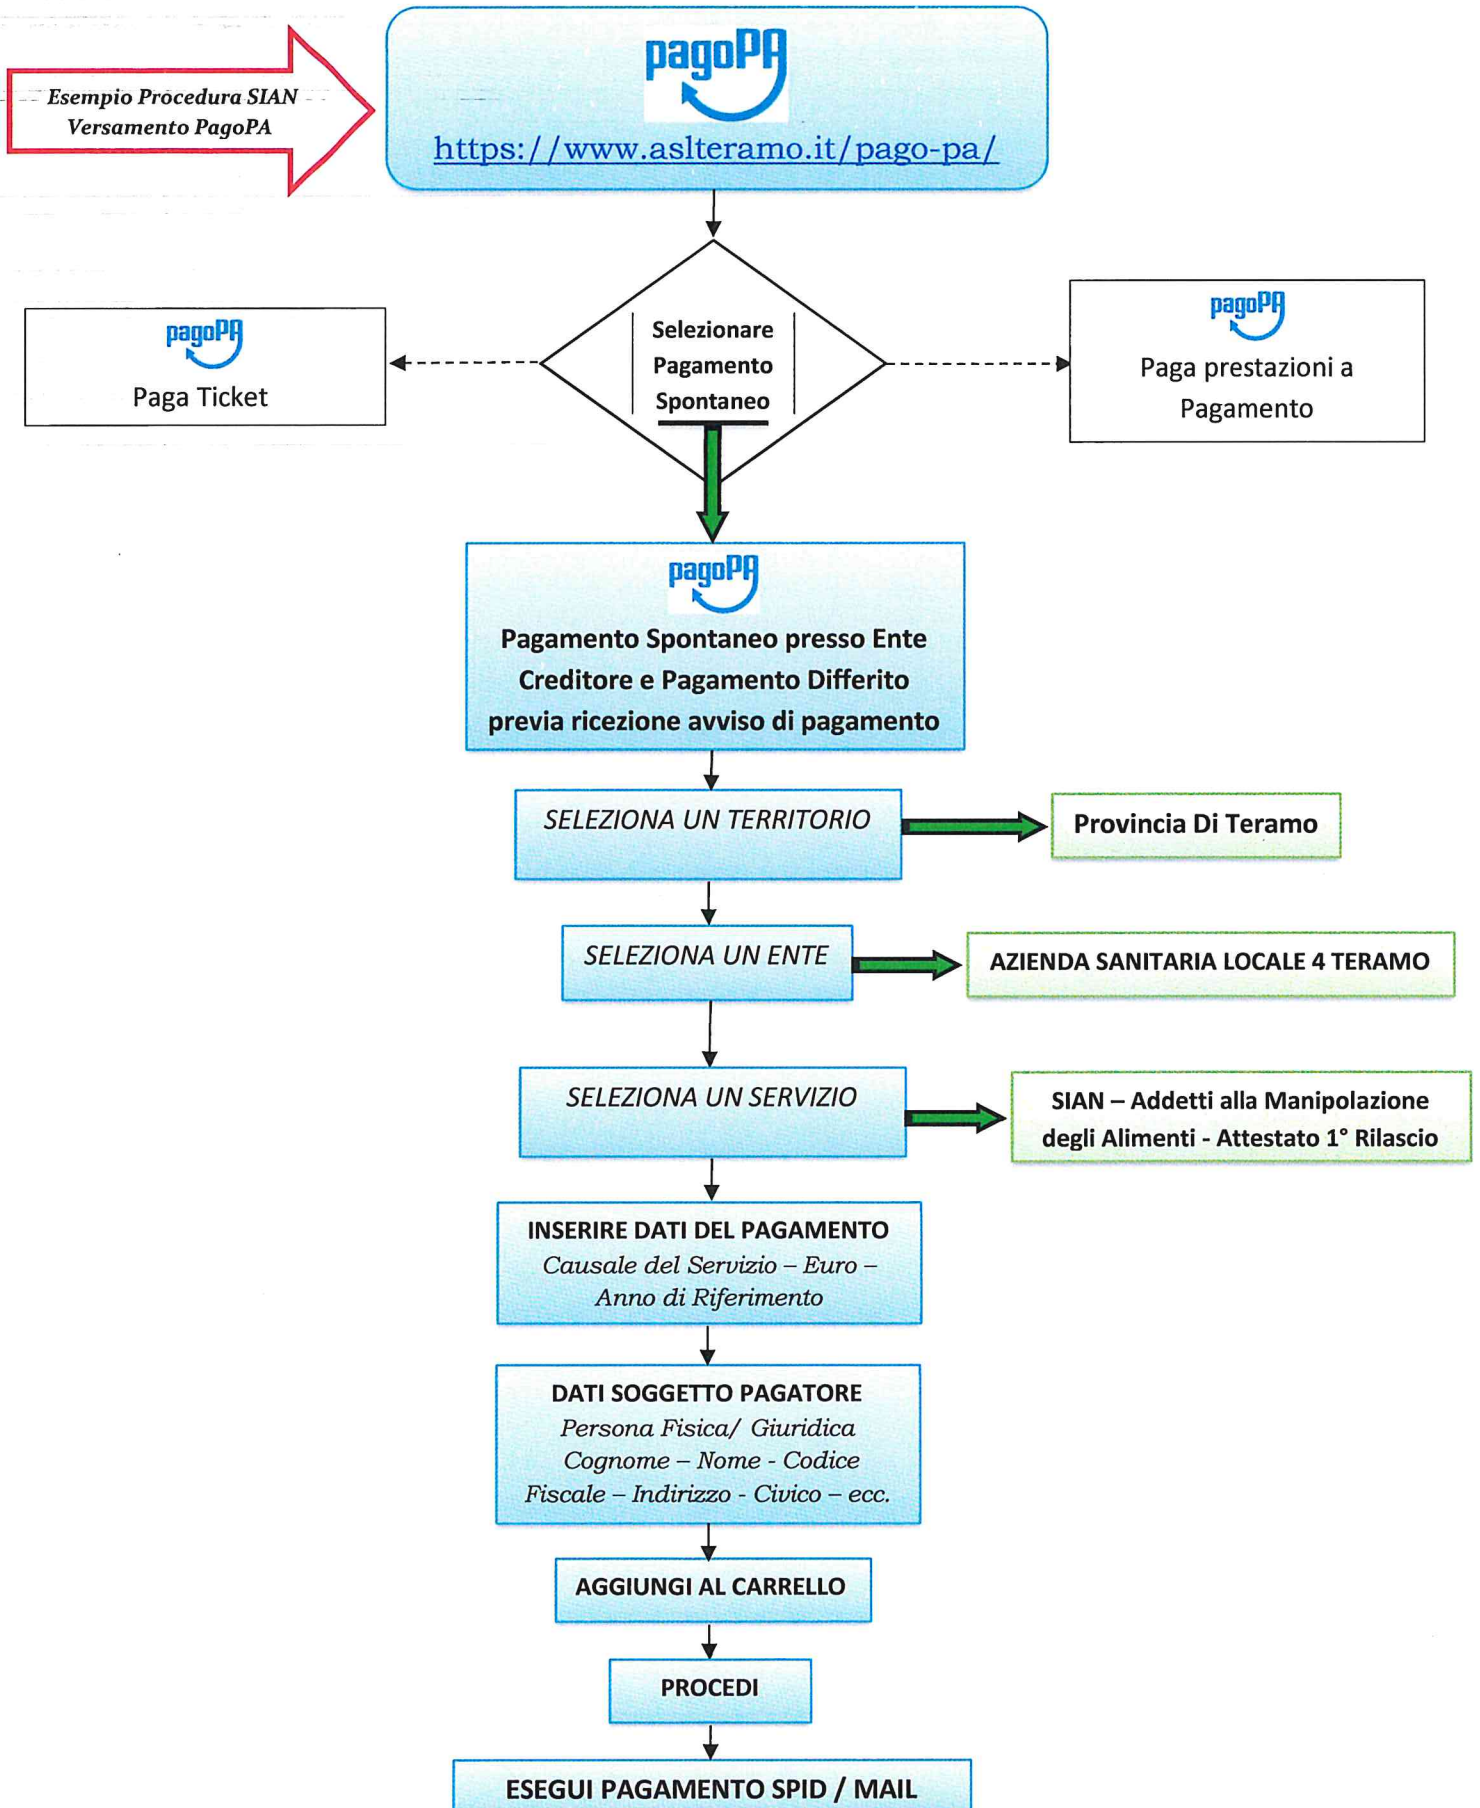 Esempio Procedura SIAN
Versamento PagoPA
pagoPA
https://www.aslteramo.it/pago-pa/
Selezionare
Pagamento
Spontaneo
pagoPA
Paga Ticket
pagoPA
Paga prestazioni a
Pagamento
pagoPA
Pagamento Spontaneo presso Ente
Creditore e Pagamento Differito
previa ricezione avviso di pagamento
SELEZIONA UN TERRITORIO
Provincia Di Teramo
SELEZIONA UN ENTE
AZIENDA SANITARIA LOCALE 4 TERAMO
SELEZIONA UN SERVIZIO
SIAN – Addetti alla Manipolazione
degli Alimenti - Attestato 1° Rilascio
INSERIRE DATI DEL PAGAMENTO
Causale del Servizio – Euro –
Anno di Riferimento
DATI SOGGETTO PAGATORE
Persona Fisica/ Giuridica
Cognome – Nome - Codice
Fiscale – Indirizzo - Civico – ecc.
AGGIUNGI AL CARRELLO
PROCEDI
ESEGUI PAGAMENTO SPID / MAIL